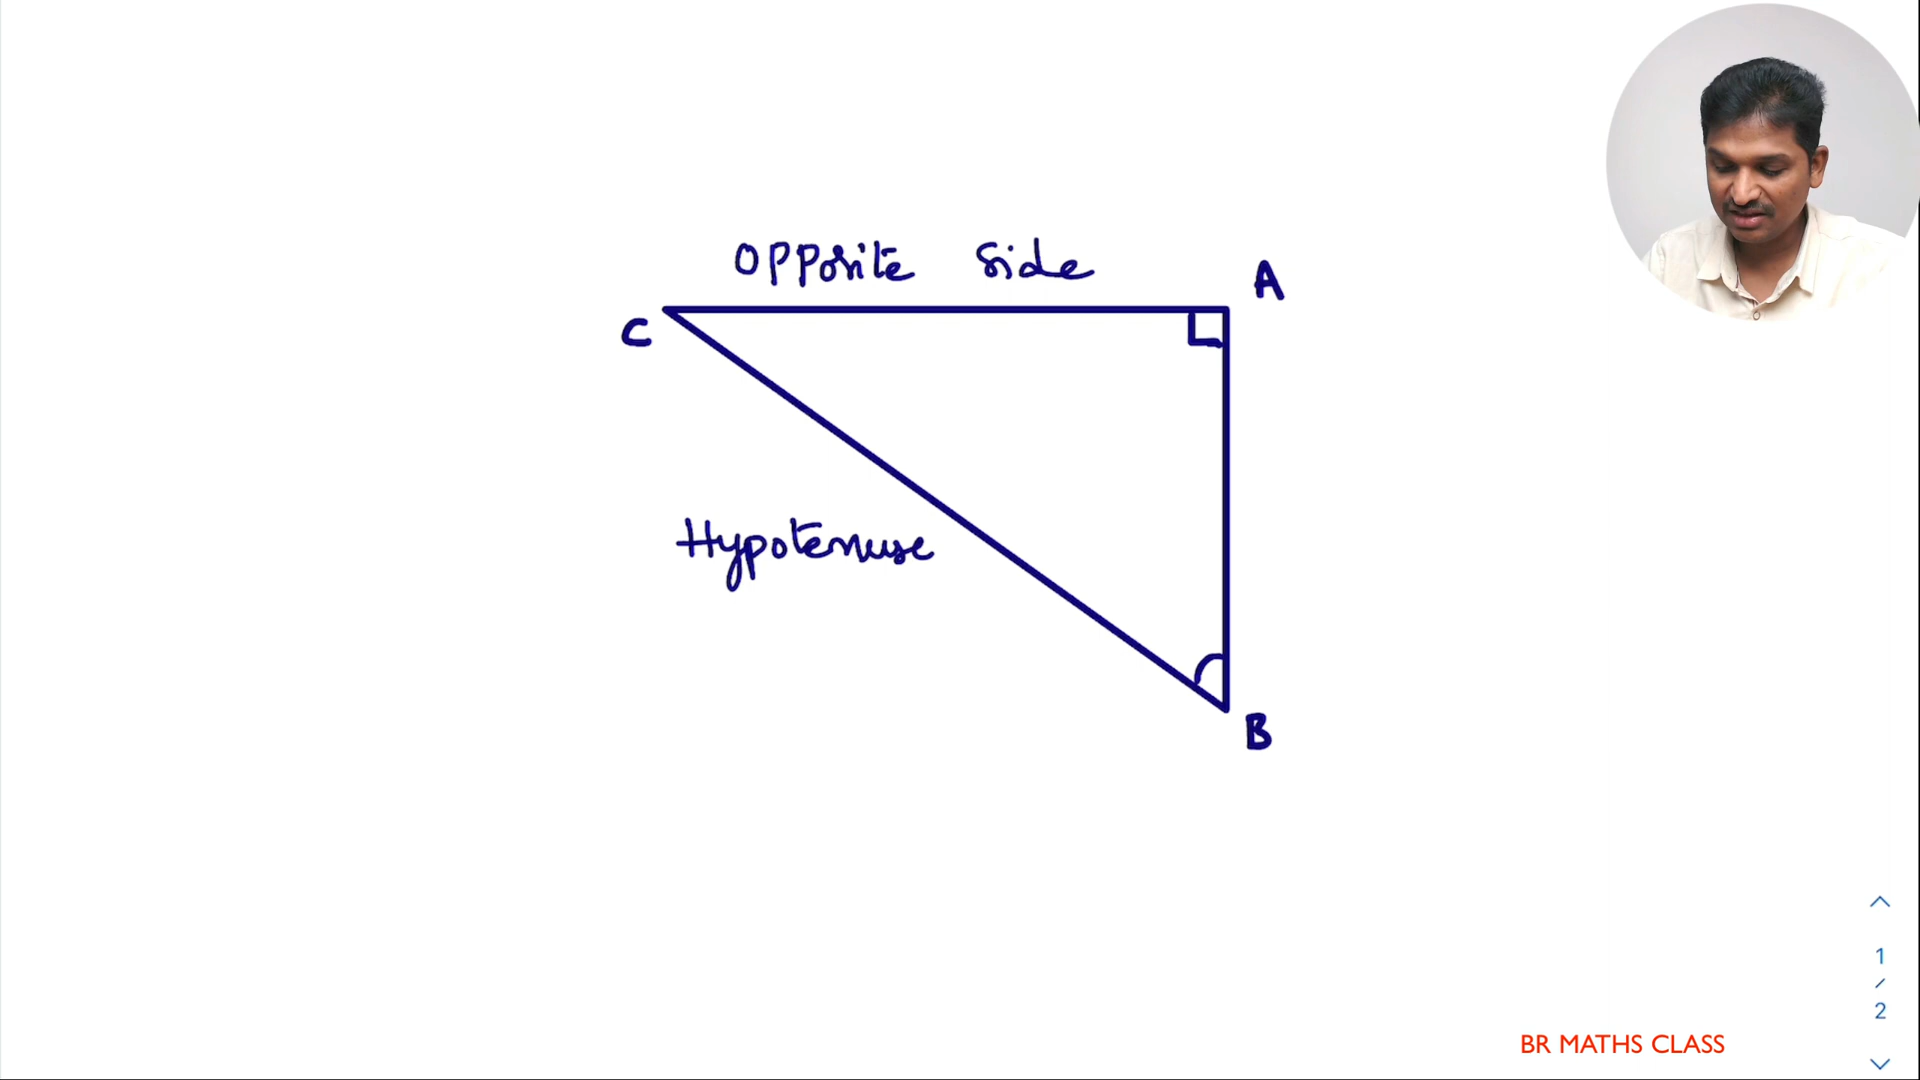 Opposite Side
A
C
Hypotenuse
B
1
/
2
BR MATHS CLASS